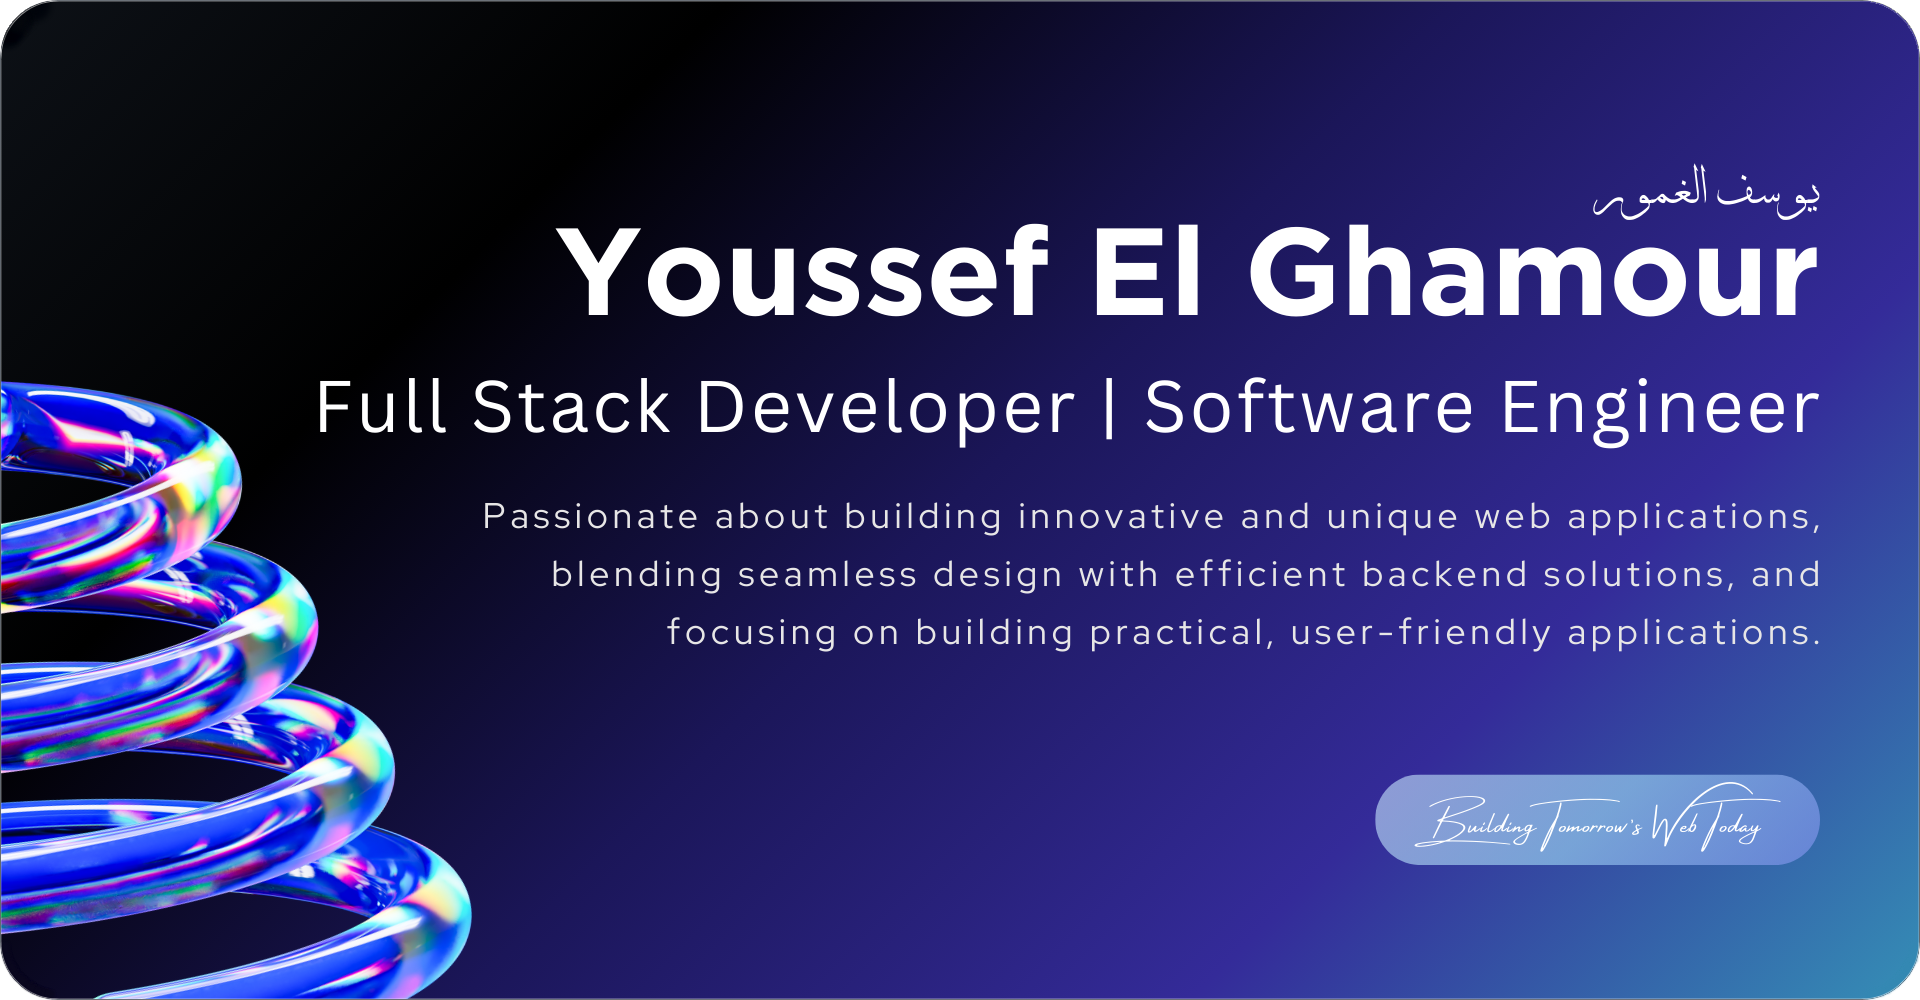 يوسف الغمور
Youssef El Ghamour
Full Stack Developer | Software Engineer
Passionate about building innovative and unique web applications,
blending seamless design with efficient backend solutions, and
focusing on building practical, user-friendly applications.
Building Tomorrow's Web Today